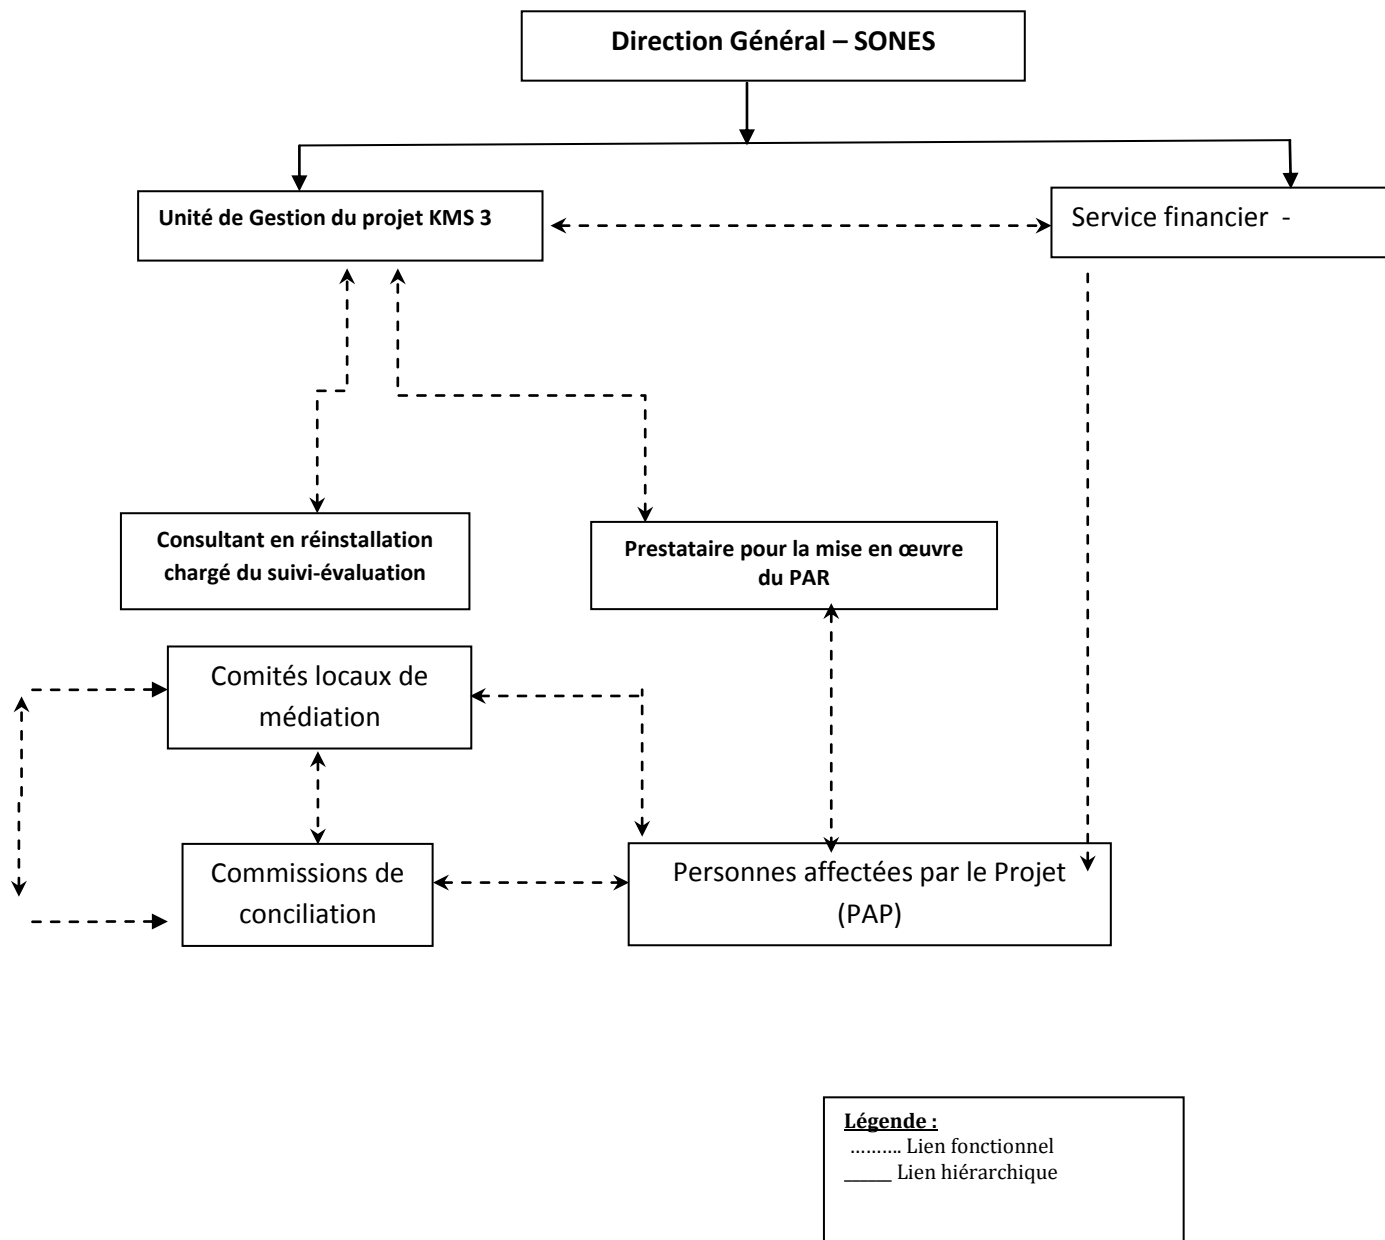 Direction Général – SONES
Unité de Gestion du projet KMS 3
Service financier -
Consultant en réinstallation
chargé du suivi-évaluation
Prestataire pour la mise en œuvre
du PAR
Comités locaux de
médiation
Commissions de
conciliation
Personnes affectées par le Projet
(PAP)
Légende :
.......... Lien fonctionnel
______ Lien hiérarchique